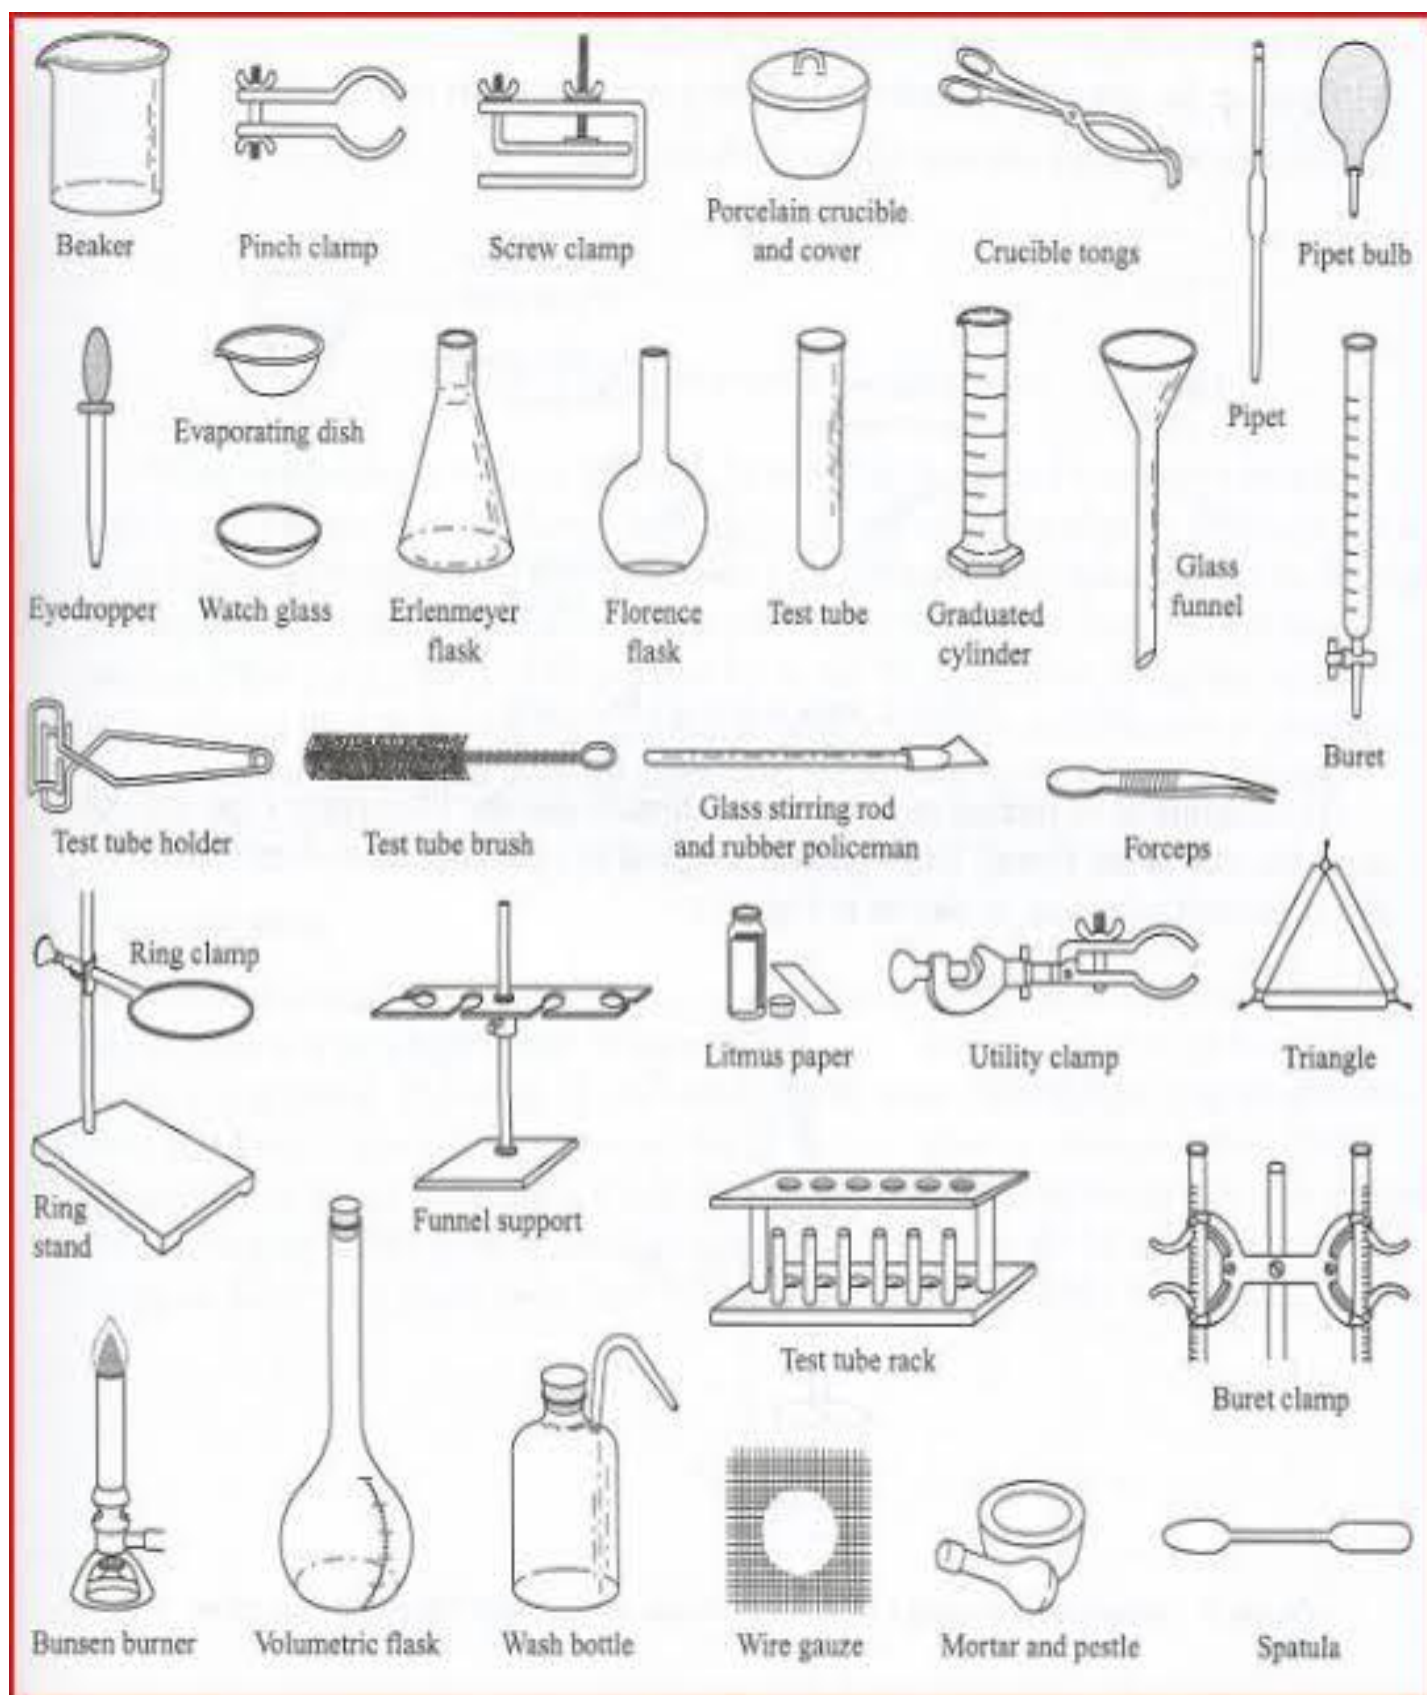 Beaker
Pinch clamp
Screw clamp
Porcelain crucible
and cover
Crucible tongs
Pipet bulb
Pipet
Eyedropper
Evaporating dish
Watch glass
Erlenmeyer
flask
Florence
flask
Test tube
Graduated
cylinder
Glass
funnel
Buret
Test tube holder
Test tube brush
Glass stirring rod
and rubber policeman
Forceps
Ring clamp
Ring
stand
Funnel support
Litmus paper
Utility clamp
Triangle
Test tube rack
Buret clamp
Bunsen burner
Volumetric flask
Wash bottle
Wire gauze
Mortar and pestle
Spatula